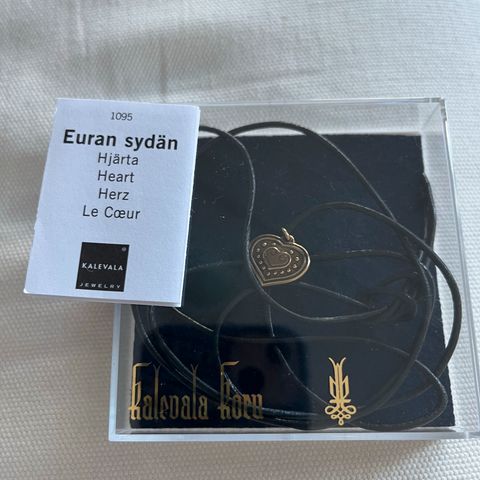 1095
Euran sydän
Hjärta
Heart
Herz
Le Cœur
KALEVALA
JEWELRY
Kalevala Koru